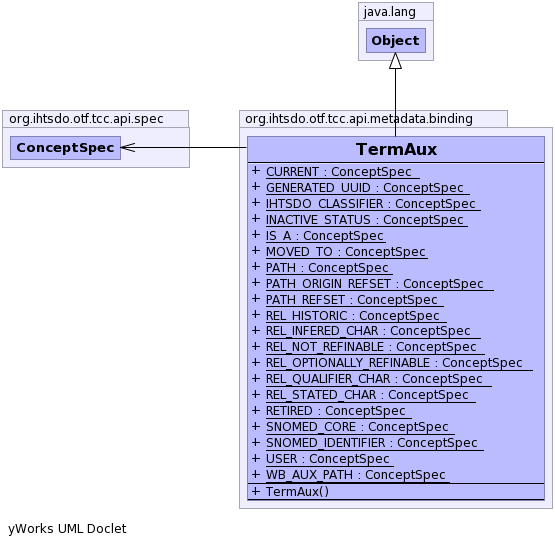 java.lang
Object
org.ihtsdo.otf.tcc.api.spec
ConceptSpec
org.ihtsdo.otf.tcc.api.metadata.binding
TermAux
+ CURRENT : ConceptSpec
+ GENERATED_UUID : ConceptSpec
+ IHTSDO_CLASSIFIER : ConceptSpec
+ INACTIVE_STATUS : ConceptSpec
+ IS_A : ConceptSpec
+ MOVED_TO : ConceptSpec
+ PATH : ConceptSpec
+ PATH_ORIGIN_REFSET : ConceptSpec
+ PATH_REFSET : ConceptSpec
+ REL_HISTORIC : ConceptSpec
+ REL_INFERED_CHAR : ConceptSpec
+ REL_NOT_REFINABLE : ConceptSpec
+ REL_OPTIONALLY_REFINABLE : ConceptSpec
+ REL_QUALIFIER_CHAR : ConceptSpec
+ REL_STATED_CHAR : ConceptSpec
+ RETIRED : ConceptSpec
+ SNOMED_CORE : ConceptSpec
+ SNOMED_IDENTIFIER : ConceptSpec
+ USER : ConceptSpec
+ WB_AUX_PATH : ConceptSpec
+ TermAux()
yWorks UML Doclet